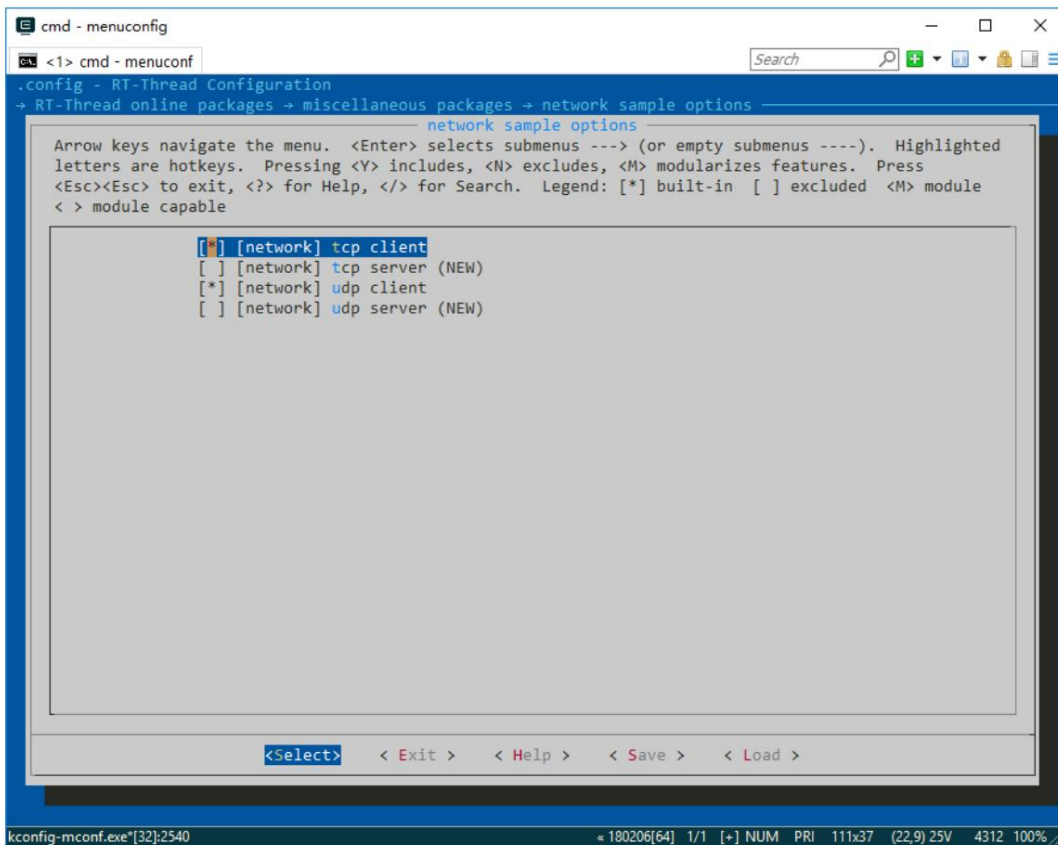 cmd - menuconfig
<1> cmd - menuconf
Search
.config - RT-Thread Configuration
→ RT-Thread online packages → miscellaneous packages → network sample options
network sample options
Arrow keys navigate the menu.  <Enter> selects submenus ---> (or empty submenus ----).  Highlighted
letters are hotkeys.  Pressing <Y> includes, <N> excludes, <M> modularizes features.  Press
<Esc><Esc> to exit, <?> for Help, </> for Search.  Legend: [*] built-in  [ ] excluded  <M> module
< > module capable
[*] [network] tcp client
[ ] [network] tcp server (NEW)
[*] [network] udp client
[ ] [network] udp server (NEW)
<Select>    < Exit >    < Help >    < Save >    < Load >
kconfig-mconf.exe*[32]:2540    « 180206[64]  1/1  [+] NUM  PRI  111x37  (22,9) 25V  4312  100%